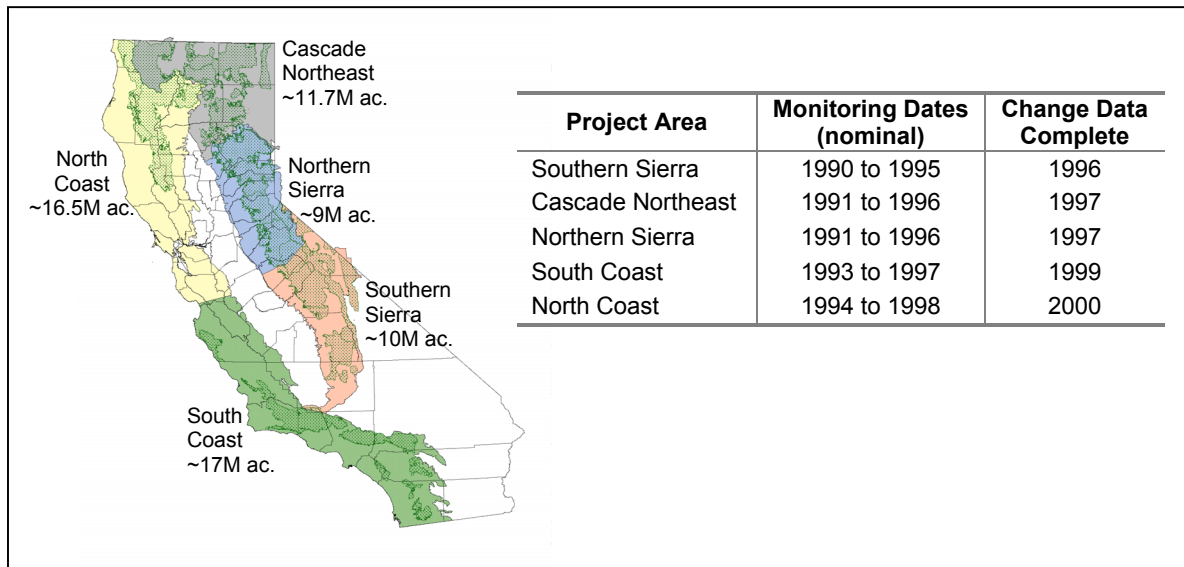 Cascade
Northeast
~11.7M ac.
North
Coast
~16.5M ac.
Northern
Sierra
~9M ac.
Southern
Sierra
~10M ac.
South
Coast
~17M ac.
Project Area Monitoring Dates (nominal) Change Data Complete
Southern Sierra 1990 to 1995 1996
Cascade Northeast 1991 to 1996 1997
Northern Sierra 1991 to 1996 1997
South Coast 1993 to 1997 1999
North Coast 1994 to 1998 2000